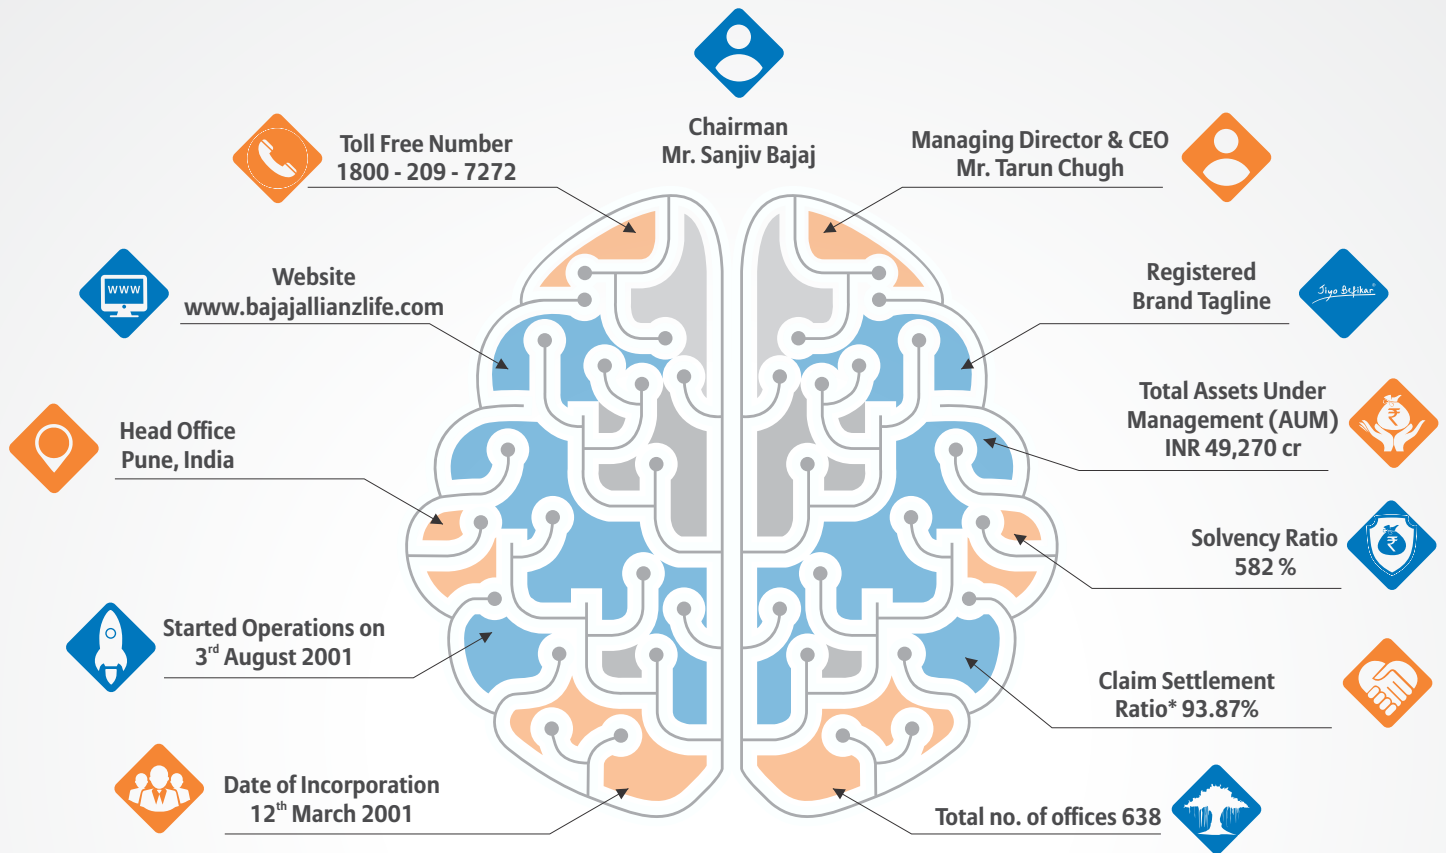 Chairman
Mr. Sanjiv Bajaj
Toll Free Number
1800 - 209 - 7272
Managing Director & CEO
Mr. Tarun Chugh
www
Website
www.bajajallianzlife.com
Registered
Brand Tagline
Jiyo Befikar
Total Assets Under
Management (AUM)
INR 49,270 cr
₹
Head Office
Pune, India
Solvency Ratio
582 %
₹
Started Operations on
3rd August 2001
Claim Settlement
Ratio* 93.87%
Date of Incorporation
12th March 2001
Total no. of offices 638